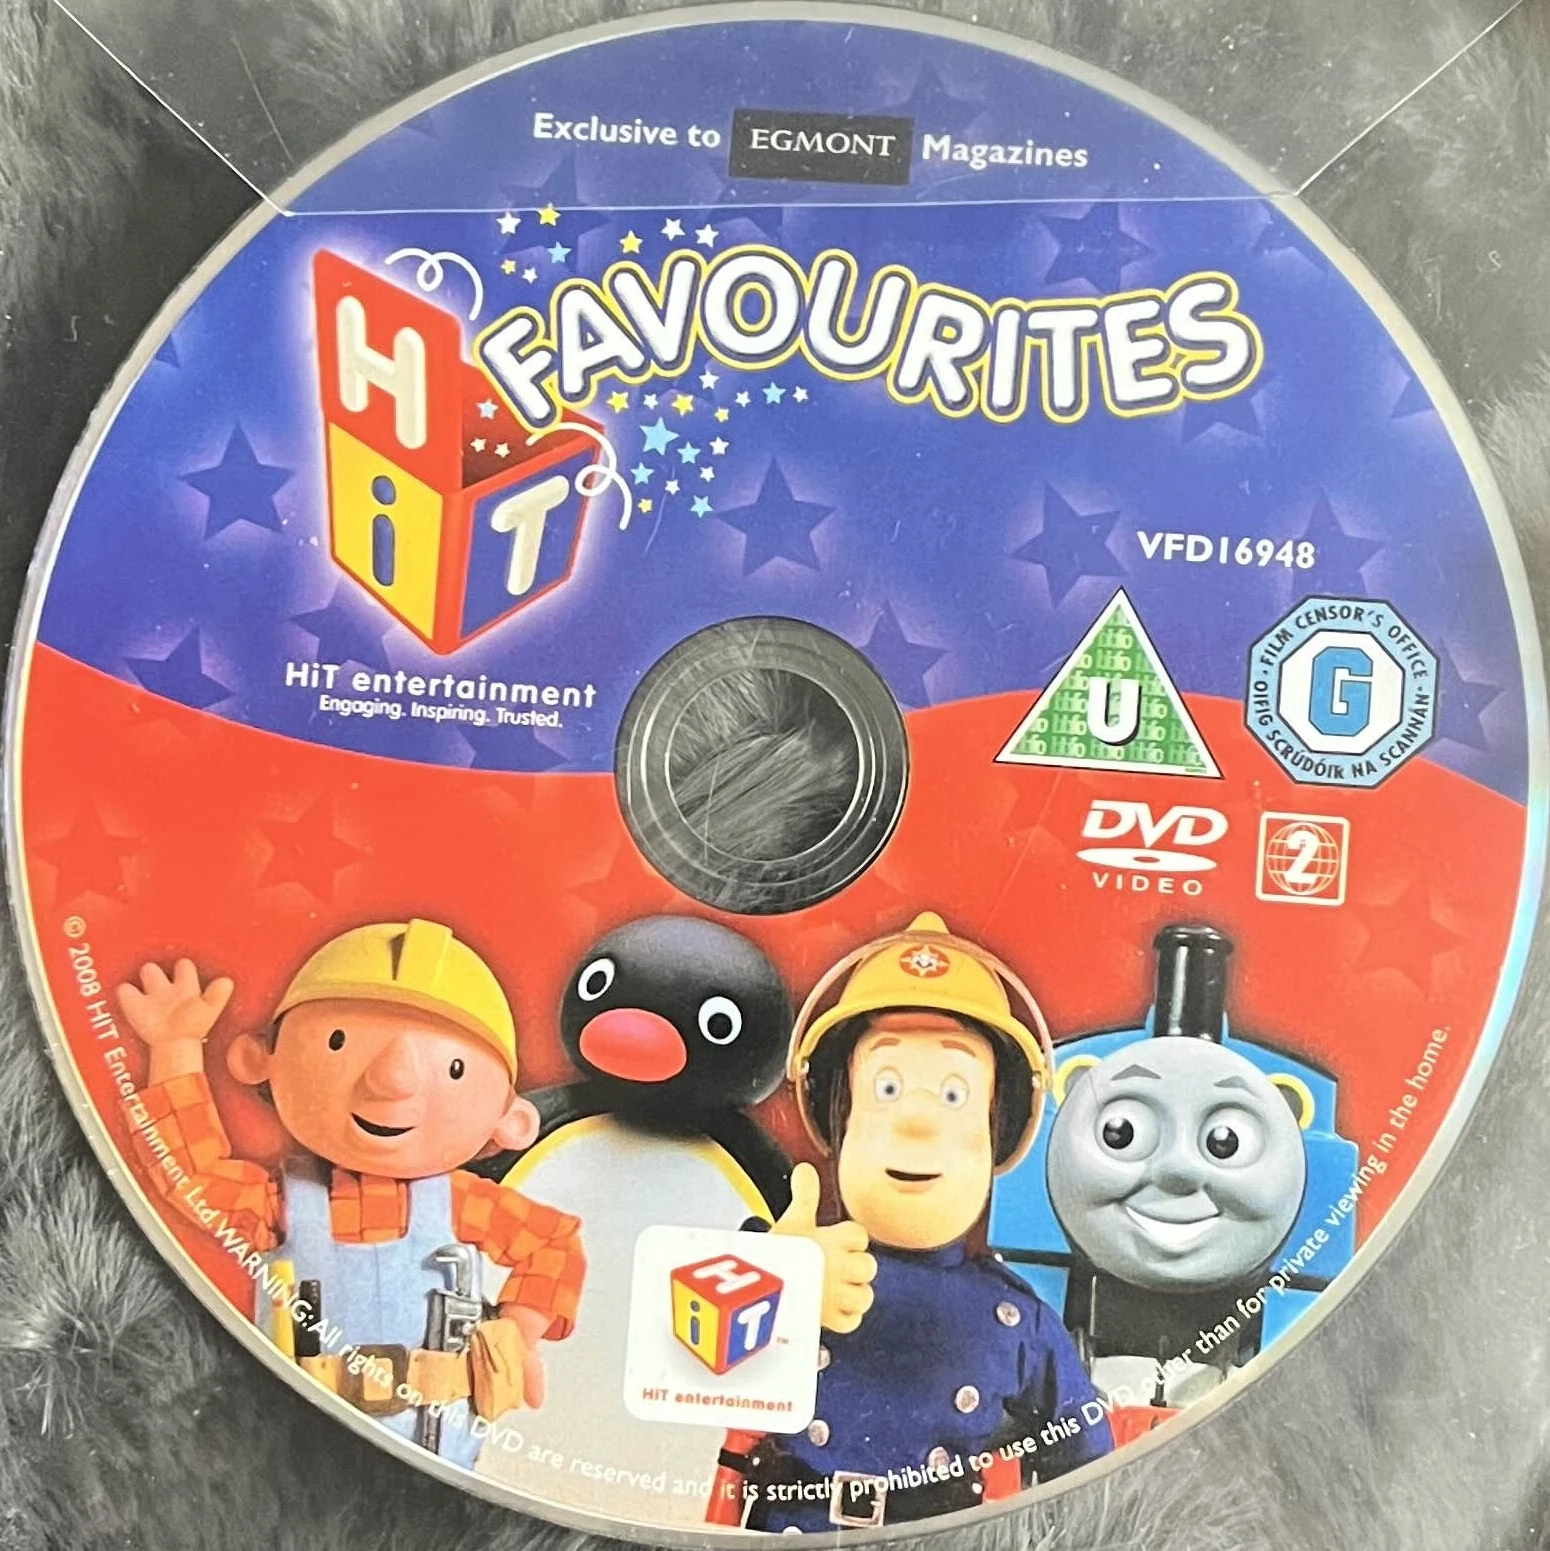 Exclusive to EGMONT Magazines
HiT
FAVOURITES
HiT entertainment
Engaging. Inspiring. Trusted.
VFD16948
U
FILM CENSOR'S OFFICE · OIFIG SCRÚDÓIR NA SCANNÁN ·
G
DVD
VIDEO
2
HiT
™
HiT entertainment
© 2008 HIT Entertainment Ltd WARNING: All rights on this DVD are reserved and it is strictly prohibited to use this DVD other than for private viewing in the home.